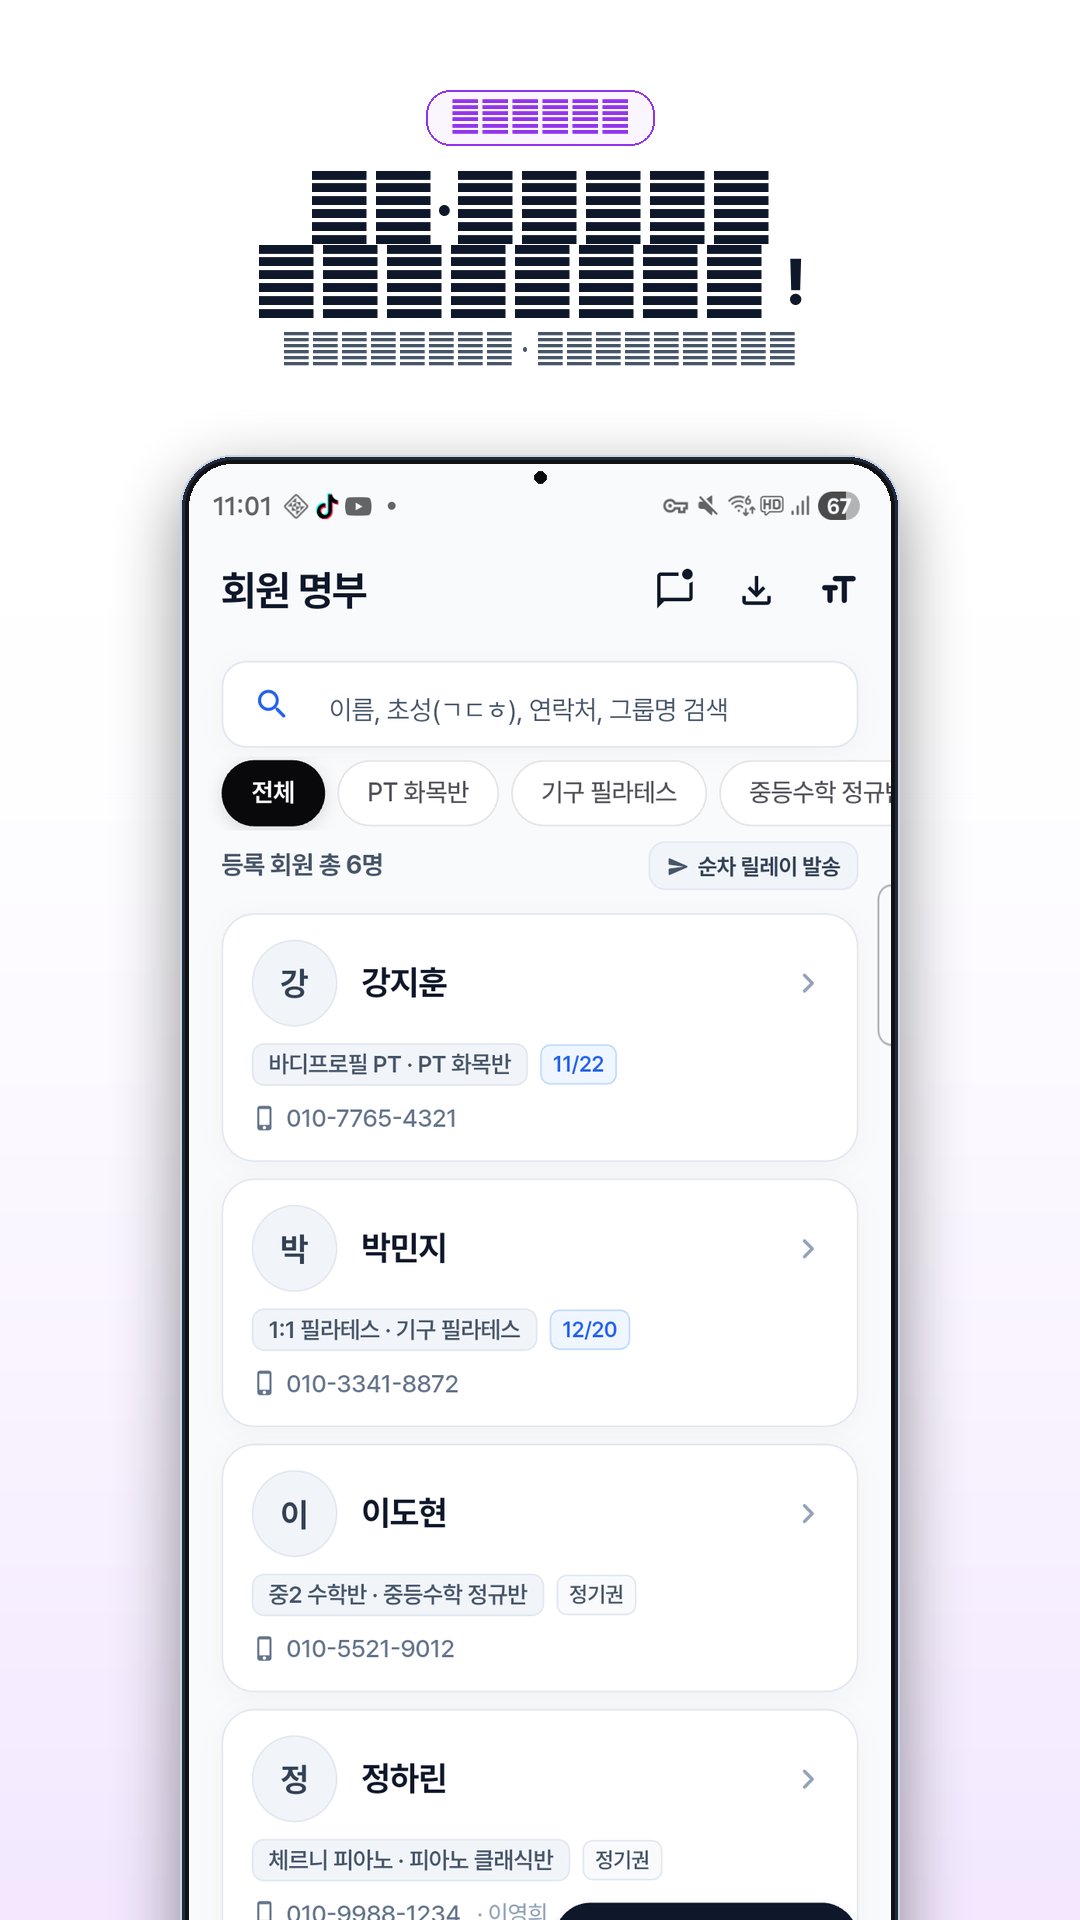 11:01
67
회원 명부
이름, 초성(ㄱㄷㅎ), 연락처, 그룹명 검색
전체 PT 화목반 기구 필라테스 중등수학 정규반
등록 회원 총 6명 순차 릴레이 발송
강 강지훈
바디프로필 PT · PT 화목반 11/22
010-7765-4321
박 박민지
1:1 필라테스 · 기구 필라테스 12/20
010-3341-8872
이 이도현
중2 수학반 · 중등수학 정규반 정기권
010-5521-9012
정 정하린
체르니 피아노 · 피아노 클래식반 정기권
010-9988-1234 · 이영희